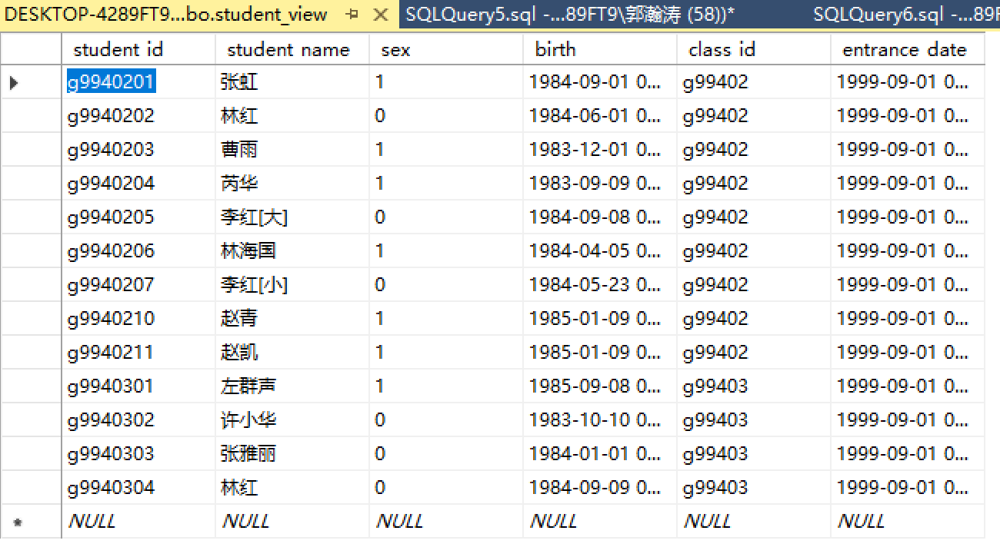 DESKTOP-4289FT9...bo.student_view SQLQuery5.sql -...89FT9\郭瀚涛 (58))* SQLQuery6.sql -...89F
student id student name sex birth class id entrance date
g9940201 张虹 1 1984-09-01 0... g99402 1999-09-01 0...
g9940202 林红 0 1984-06-01 0... g99402 1999-09-01 0...
g9940203 曹雨 1 1983-12-01 0... g99402 1999-09-01 0...
g9940204 芮华 1 1983-09-09 0... g99402 1999-09-01 0...
g9940205 李红[大] 0 1984-09-08 0... g99402 1999-09-01 0...
g9940206 林海国 1 1984-04-05 0... g99402 1999-09-01 0...
g9940207 李红[小] 0 1984-05-23 0... g99402 1999-09-01 0...
g9940210 赵青 1 1985-01-09 0... g99402 1999-09-01 0...
g9940211 赵凯 1 1985-01-09 0... g99402 1999-09-01 0...
g9940301 左群声 1 1985-09-08 0... g99403 1999-09-01 0...
g9940302 许小华 0 1983-10-10 0... g99403 1999-09-01 0...
g9940303 张雅丽 0 1984-01-01 0... g99403 1999-09-01 0...
g9940304 林红 0 1984-09-09 0... g99403 1999-09-01 0...
NULL NULL NULL NULL NULL NULL